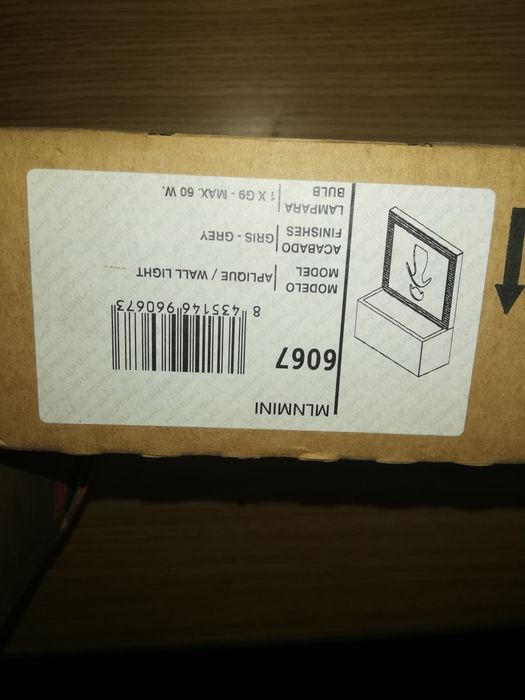 MLNMINI
6067
8 435146 960673
MODELO
MODEL
APLIQUE / WALL LIGHT
ACABADO
FINISHES
GRIS - GREY
LAMPARA
BULB
1 X G9 - MAX. 60 W.